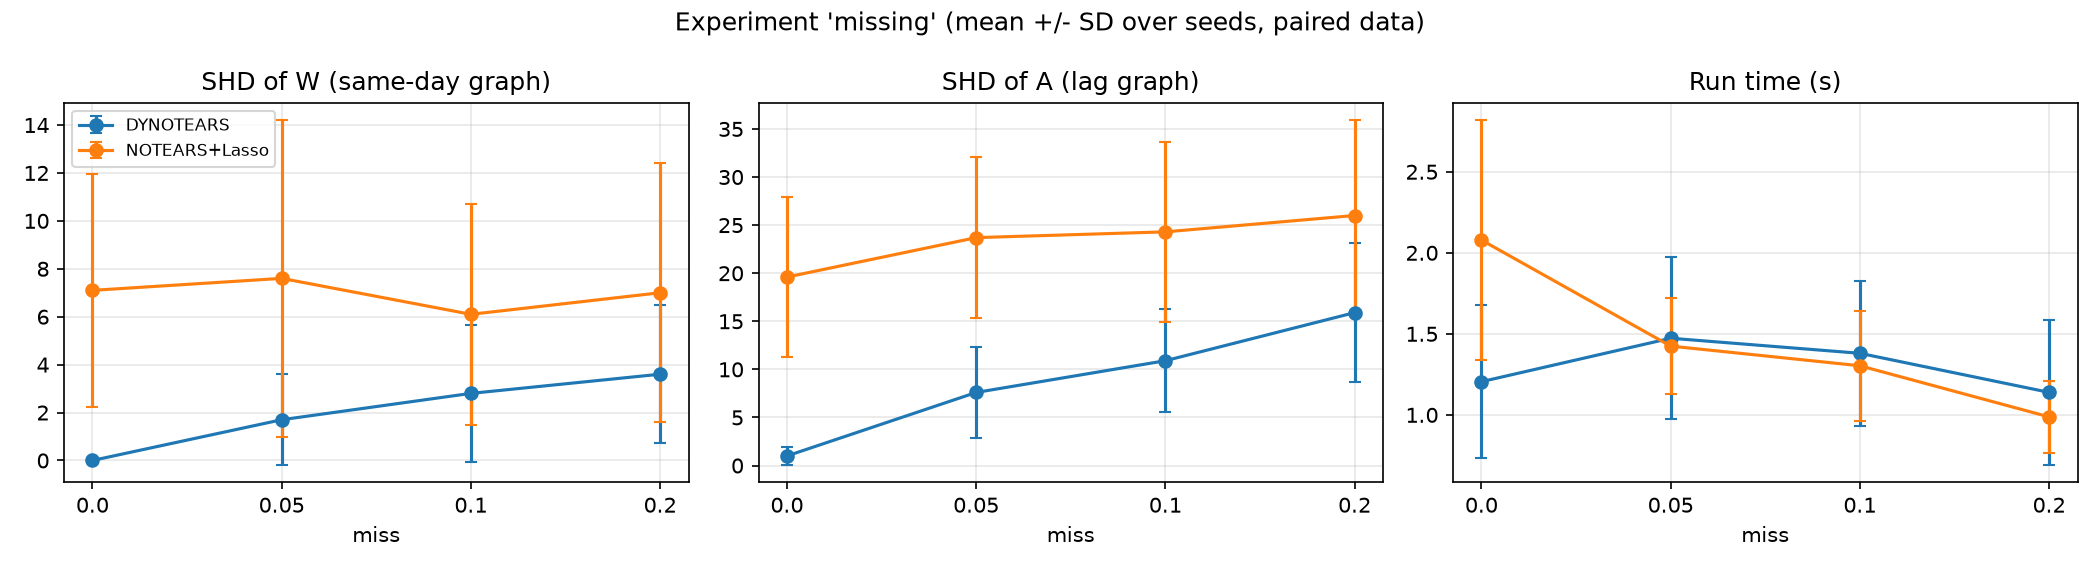 Experiment 'missing' (mean +/- SD over seeds, paired data)
SHD of W (same-day graph)
DYNOTEARS
NOTEARS+Lasso
14
12
10
8
6
4
2
0
0.0 0.05 0.1 0.2
miss
SHD of A (lag graph)
35
30
25
20
15
10
5
0
0.0 0.05 0.1 0.2
miss
Run time (s)
2.5
2.0
1.5
1.0
0.0 0.05 0.1 0.2
miss